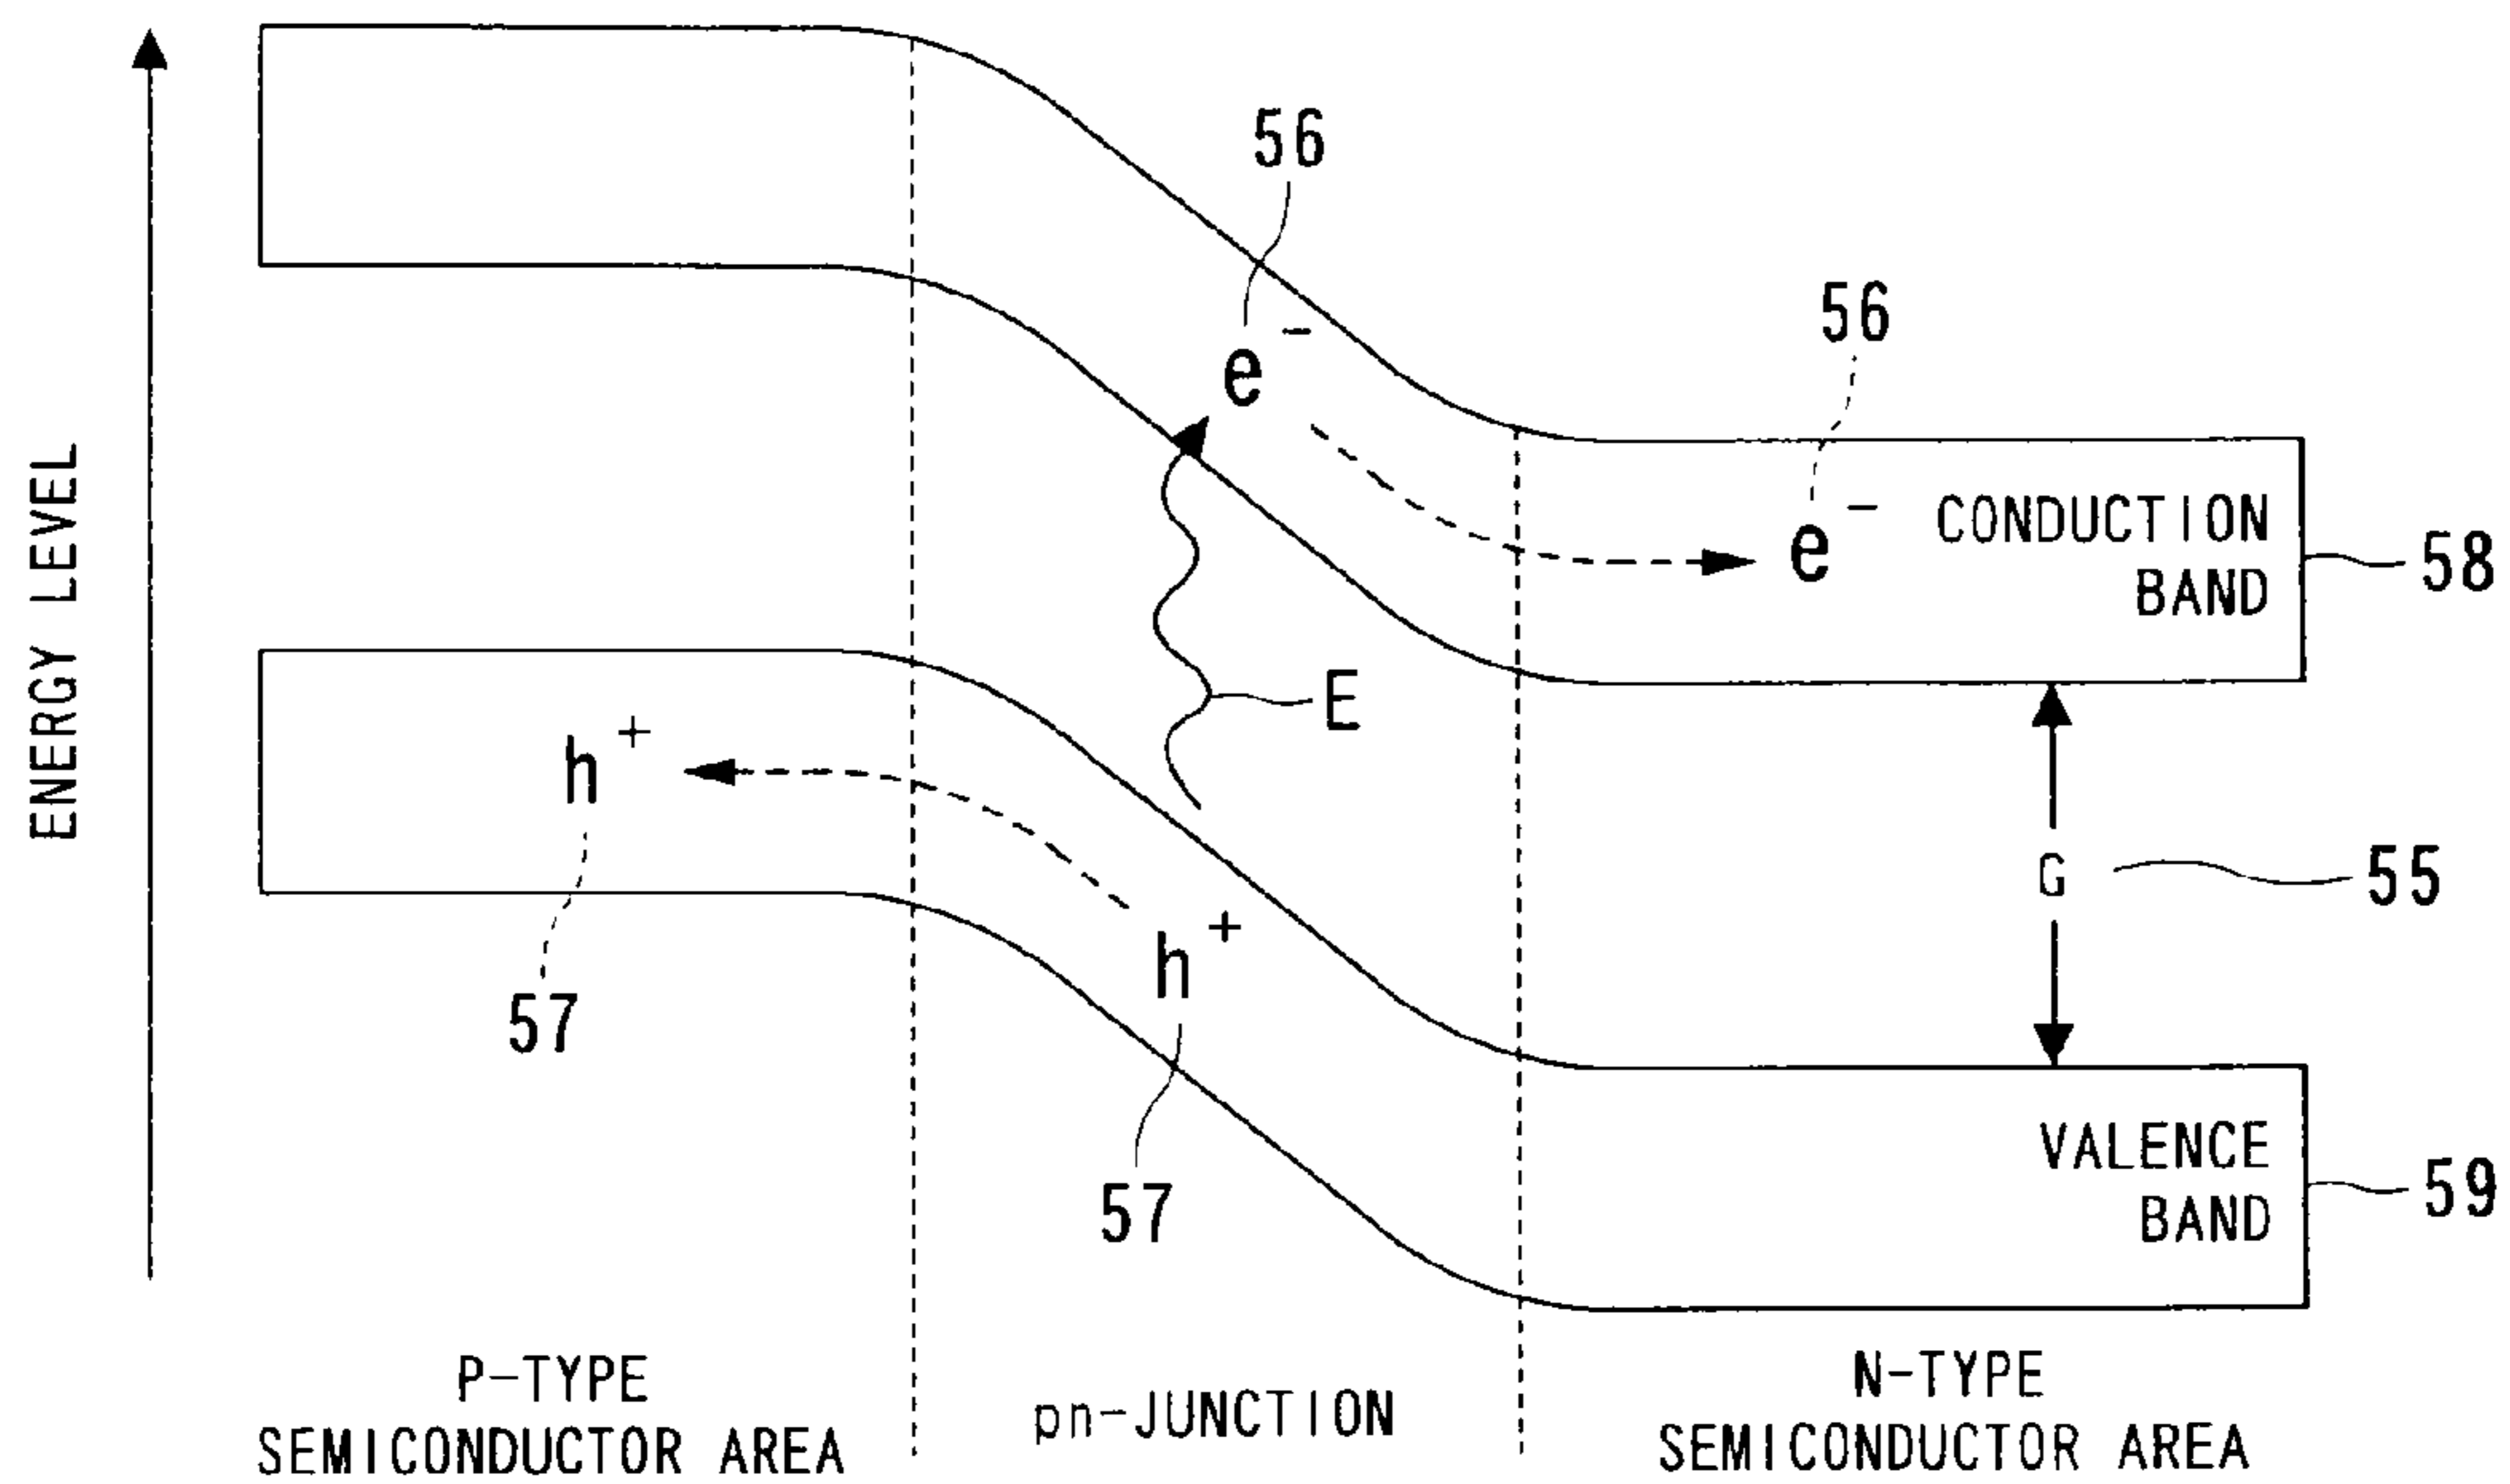 ENERGY LEVEL
56
e⁻
56
e⁻
CONDUCTION
BAND
58
E
h⁺
57
h⁺
57
G
55
VALENCE
BAND
59
P-TYPE
SEMICONDUCTOR AREA
pn-JUNCTION
N-TYPE
SEMICONDUCTOR AREA